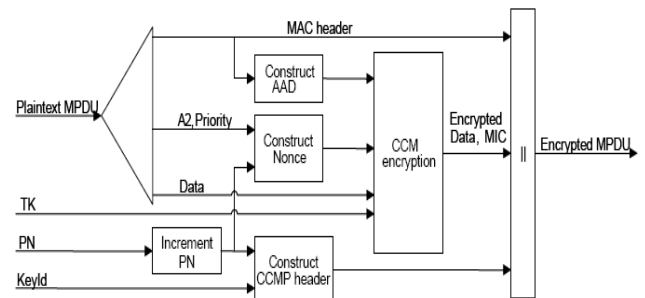 MAC header
Construct
AAD
Plaintext MPDU
A2,Priority
Construct
Nonce
CCM
encryption
Encrypted
Data, MIC
||
Encrypted MPDU
Data
TK
PN
Increment
PN
Construct
CCMP header
KeyId